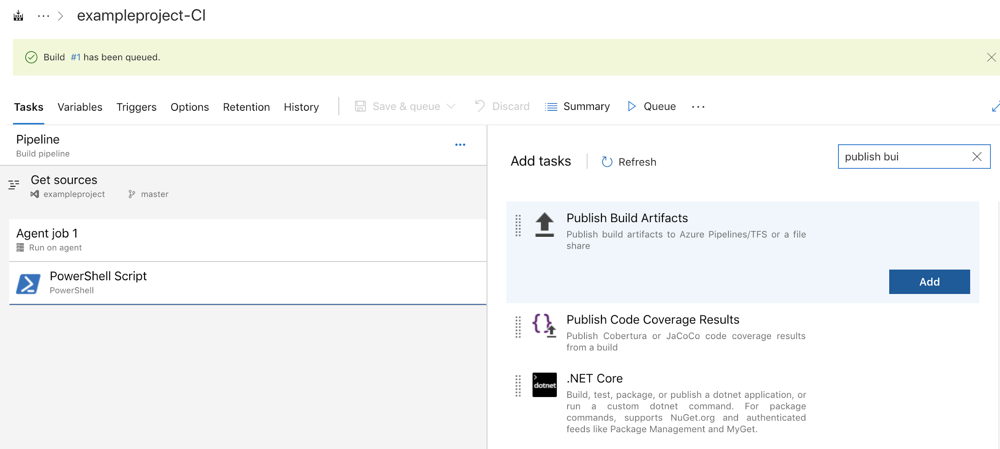 exampleproject-CI
Build #1 has been queued.
Tasks Variables Triggers Options Retention History Save & queue Discard Summary Queue
Pipeline
Build pipeline
Get sources
exampleproject master
Agent job 1
Run on agent
PowerShell Script
PowerShell
Add tasks Refresh publish bui
Publish Build Artifacts
Publish build artifacts to Azure Pipelines/TFS or a file
share
Add
Publish Code Coverage Results
Publish Cobertura or JaCoCo code coverage results
from a build
dotnet
.NET Core
Build, test, package, or publish a dotnet application, or
run a custom dotnet command. For package
commands, supports NuGet.org and authenticated
feeds like Package Management and MyGet.